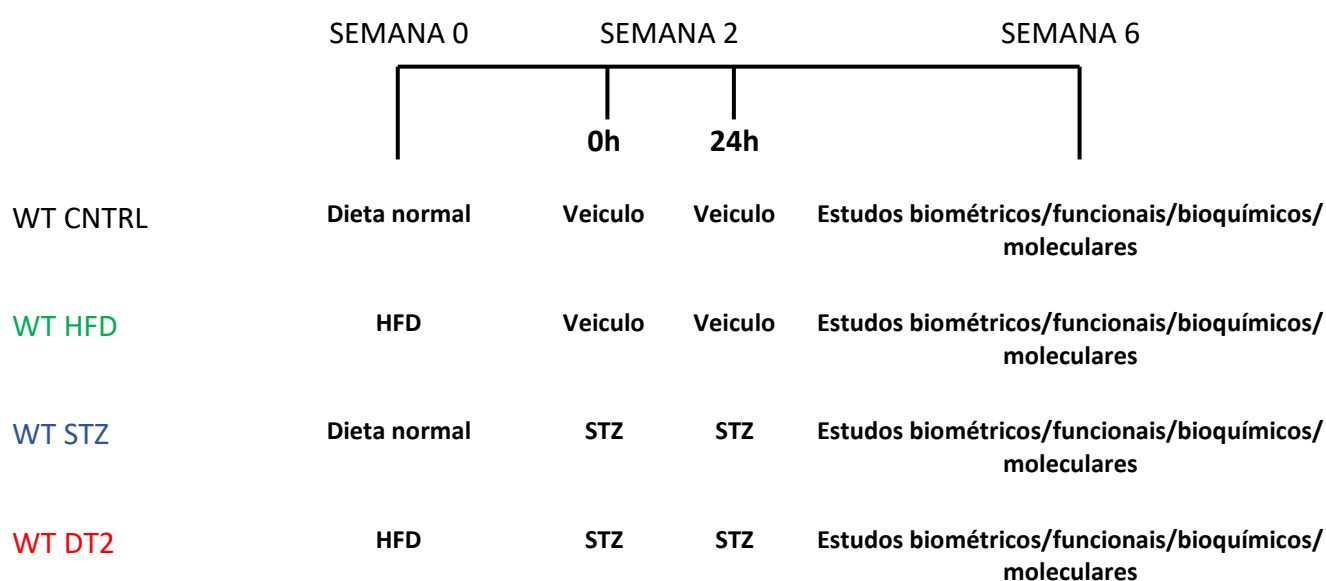 SEMANA 0 SEMANA 2 SEMANA 6
0h 24h
WT CNTRL Dieta normal Veiculo Veiculo Estudos biométricos/funcionais/bioquímicos/
moleculares
WT HFD HFD Veiculo Veiculo Estudos biométricos/funcionais/bioquímicos/
moleculares
WT STZ Dieta normal STZ STZ Estudos biométricos/funcionais/bioquímicos/
moleculares
WT DT2 HFD STZ STZ Estudos biométricos/funcionais/bioquímicos/
moleculares